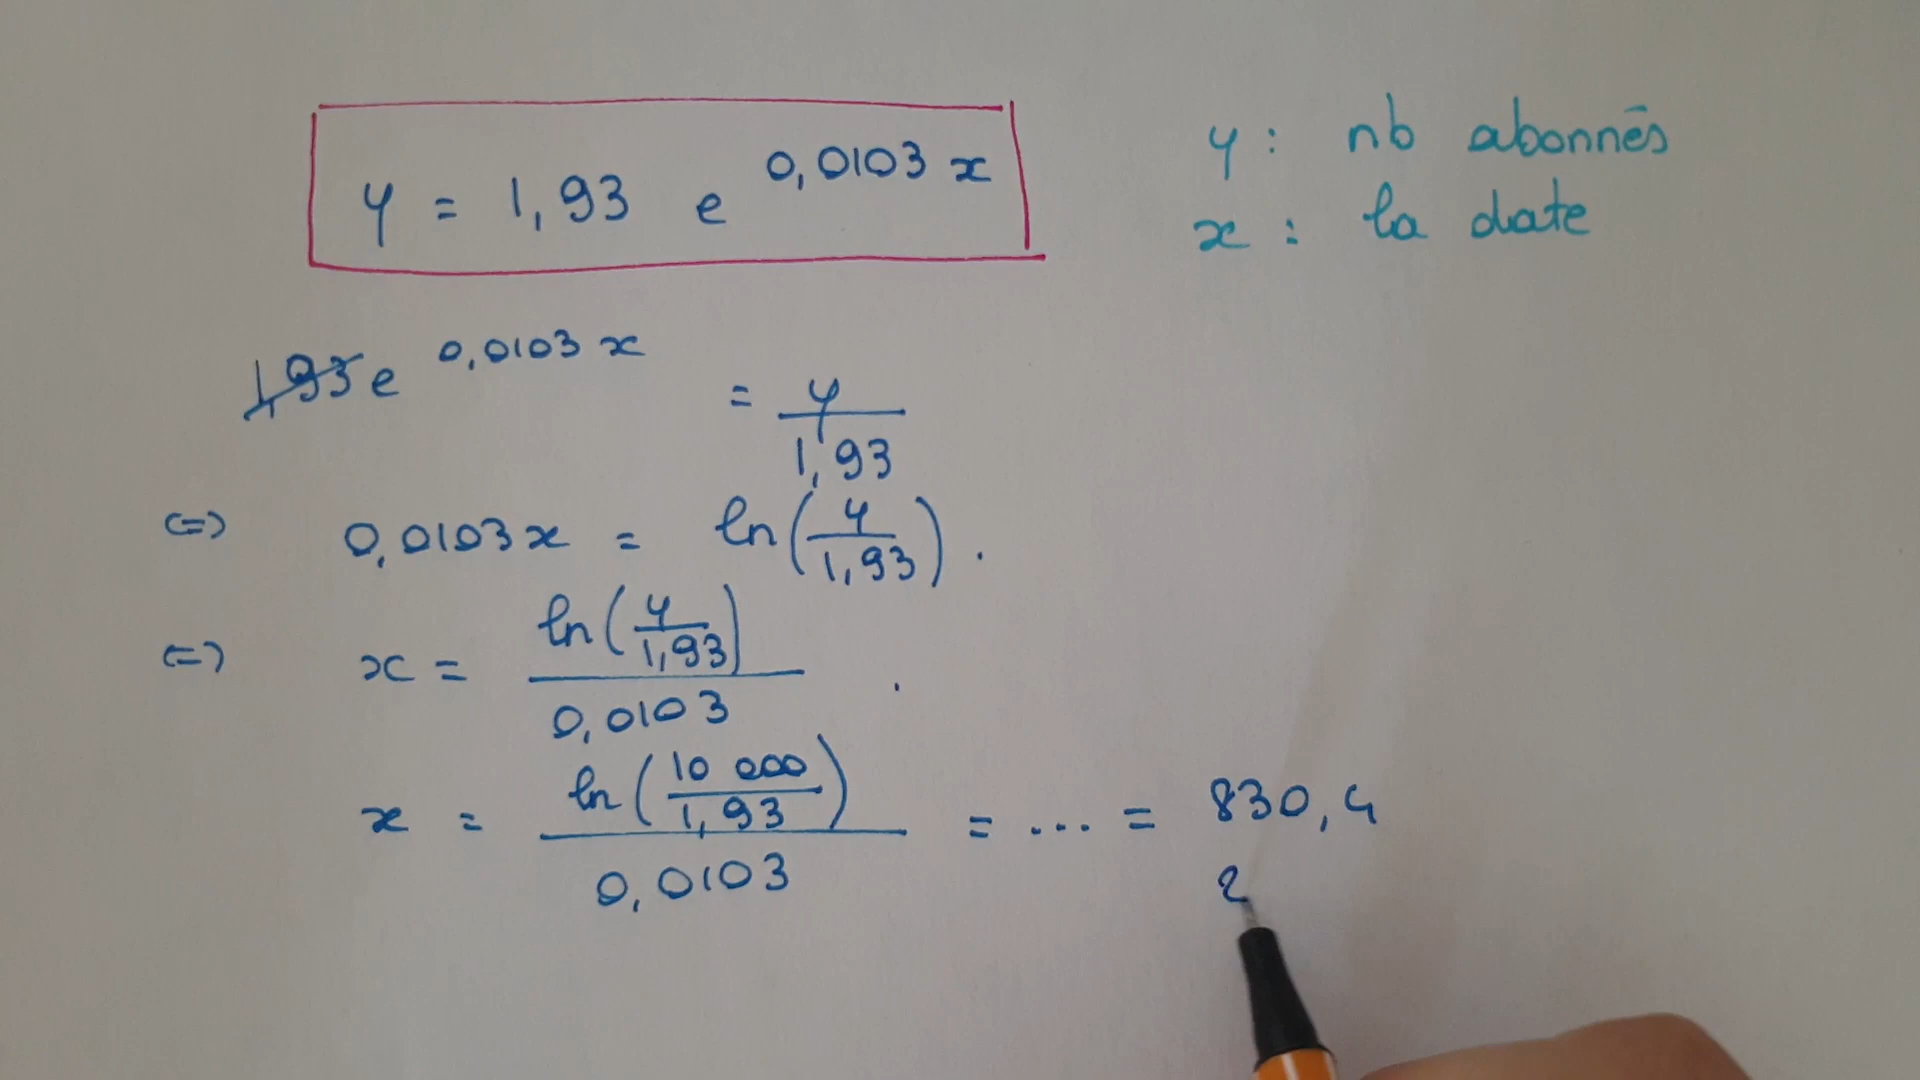 y = 1,93 e^0,0103 x
y : nb abonnés
x : la date
1,93 e^0,0103 x = y/1,93
<=> 0,0103 x = ln(y/1,93).
<=> x = ln(y/1,93)/0,0103 .
x = ln(10 000/1,93)/0,0103 = ... = 830,4
2